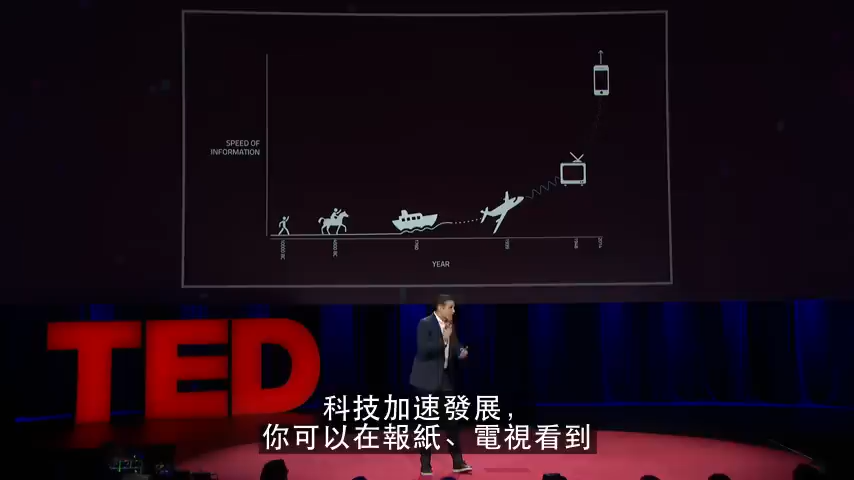 SPEED OF
INFORMATION
YEAR
TED
科技加速發展，
你可以在報紙、電視看到